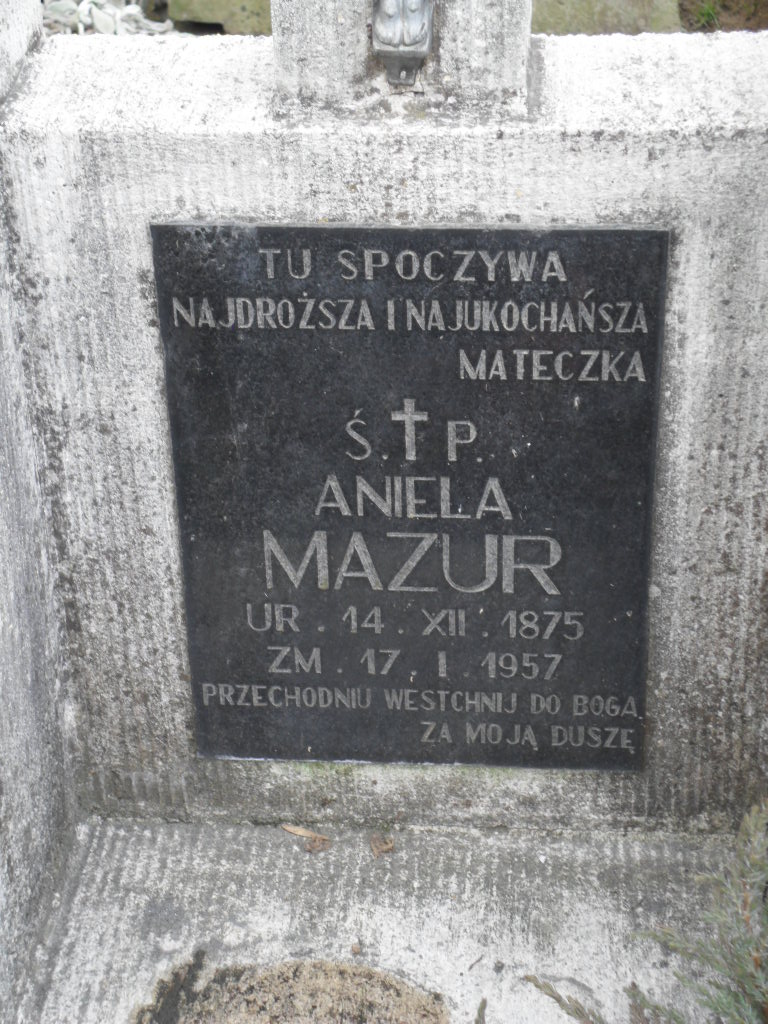 TU SPOCZYWA
NAJDROŻSZA I NAJUKOCHAŃSZA
MATECZKA
Ś.†P.
ANIELA
MAZUR
UR. 14. XII. 1875
ZM. 17. I. 1957
PRZECHODNIU WESTCHNIJ DO BOGA
ZA MOJĄ DUSZĘ